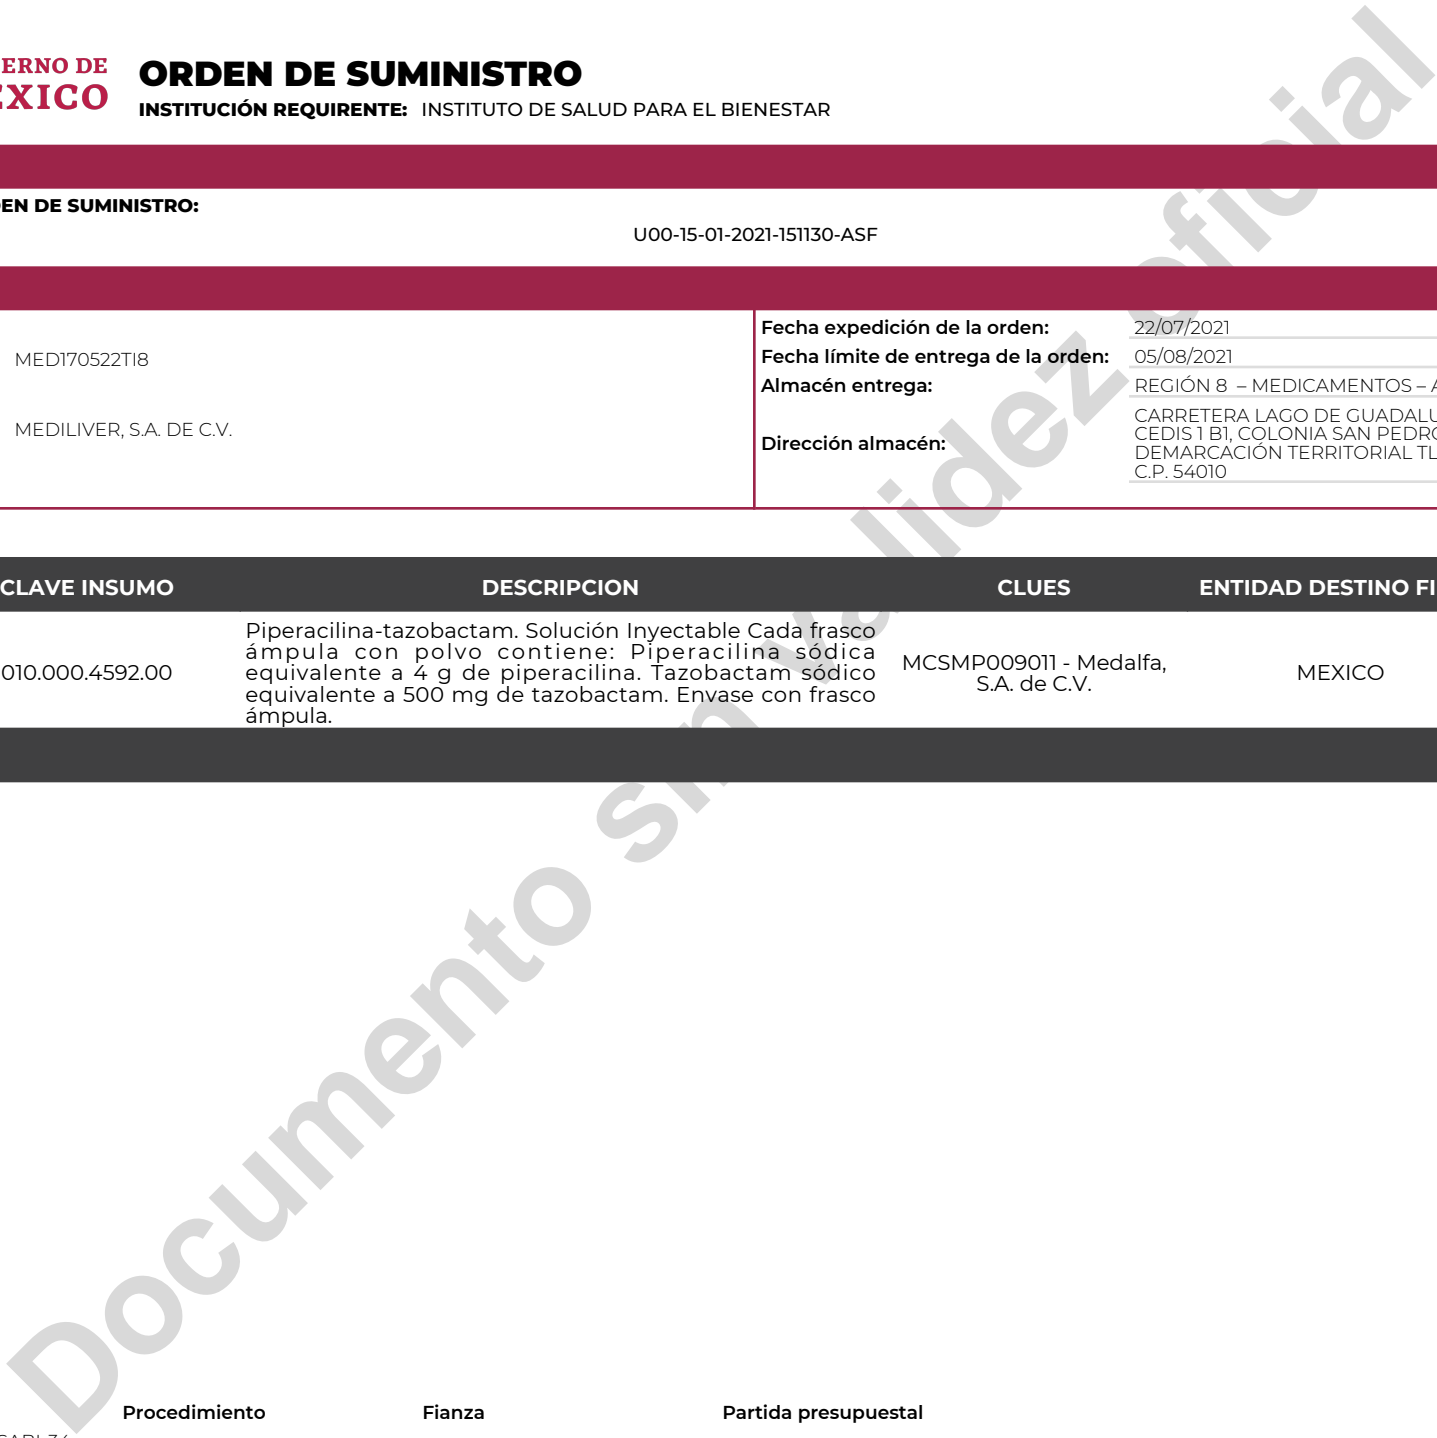 ERNO DE
EXICO
ORDEN DE SUMINISTRO
INSTITUCIÓN REQUIRENTE: INSTITUTO DE SALUD PARA EL BIENESTAR
EN DE SUMINISTRO:
U00-15-01-2021-151130-ASF
MED170522TI8
MEDILIVER, S.A. DE C.V.
Fecha expedición de la orden: 22/07/2021
Fecha límite de entrega de la orden: 05/08/2021
Almacén entrega: REGIÓN 8 – MEDICAMENTOS – A
Dirección almacén:
CARRETERA LAGO DE GUADALU
CEDIS 1 B1, COLONIA SAN PEDRO
DEMARCACIÓN TERRITORIAL TL
C.P. 54010
CLAVE INSUMO DESCRIPCION CLUES ENTIDAD DESTINO FI
010.000.4592.00
Piperacilina-tazobactam. Solución Inyectable Cada frasco
ámpula con polvo contiene: Piperacilina sódica
equivalente a 4 g de piperacilina. Tazobactam sódico
equivalente a 500 mg de tazobactam. Envase con frasco
ámpula.
MCSMP009011 - Medalfa,
S.A. de C.V.
MEXICO
Documento sin validez oficial
Procedimiento Fianza Partida presupuestal